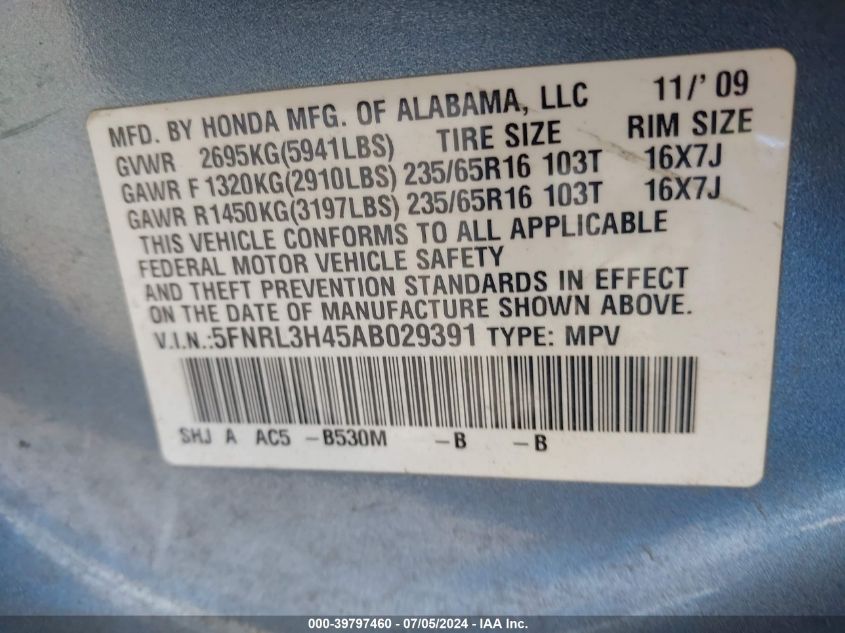 MFD. BY HONDA MFG. OF ALABAMA, LLC 11/' 09
GVWR 2695KG(5941LBS) TIRE SIZE RIM SIZE
GAWR F 1320KG(2910LBS) 235/65R16 103T 16X7J
GAWR R1450KG(3197LBS) 235/65R16 103T 16X7J
THIS VEHICLE CONFORMS TO ALL APPLICABLE
FEDERAL MOTOR VEHICLE SAFETY
AND THEFT PREVENTION STANDARDS IN EFFECT
ON THE DATE OF MANUFACTURE SHOWN ABOVE.
V.I.N.:5FNRL3H45AB029391 TYPE: MPV
SHJ A AC5 -B530M -B -B
000-39797460 - 07/05/2024 - IAA Inc.